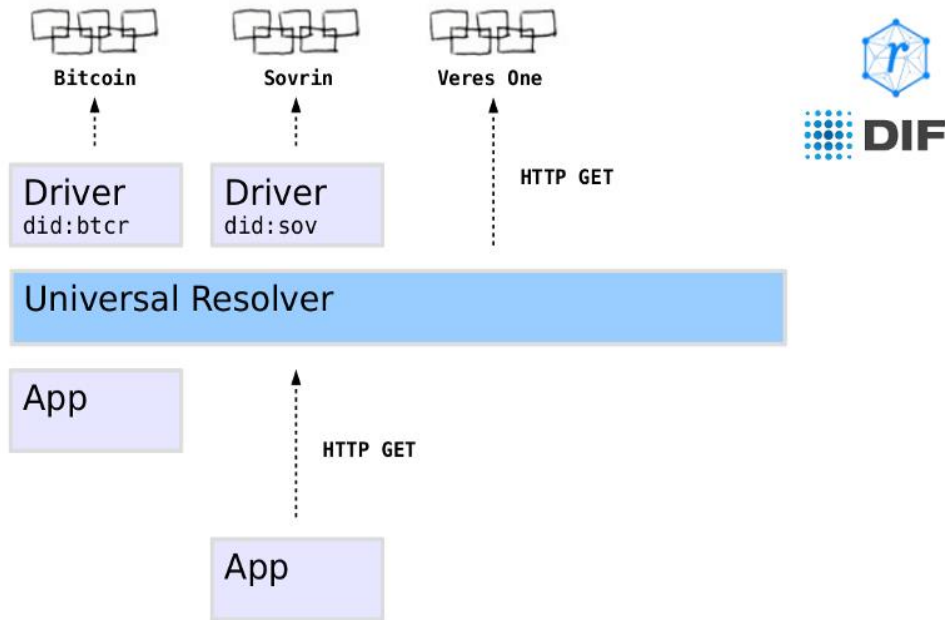 Bitcoin
Sovrin
Veres One
r
DIF
Driver
did:btcr
Driver
did:sov
HTTP GET
Universal Resolver
App
HTTP GET
App